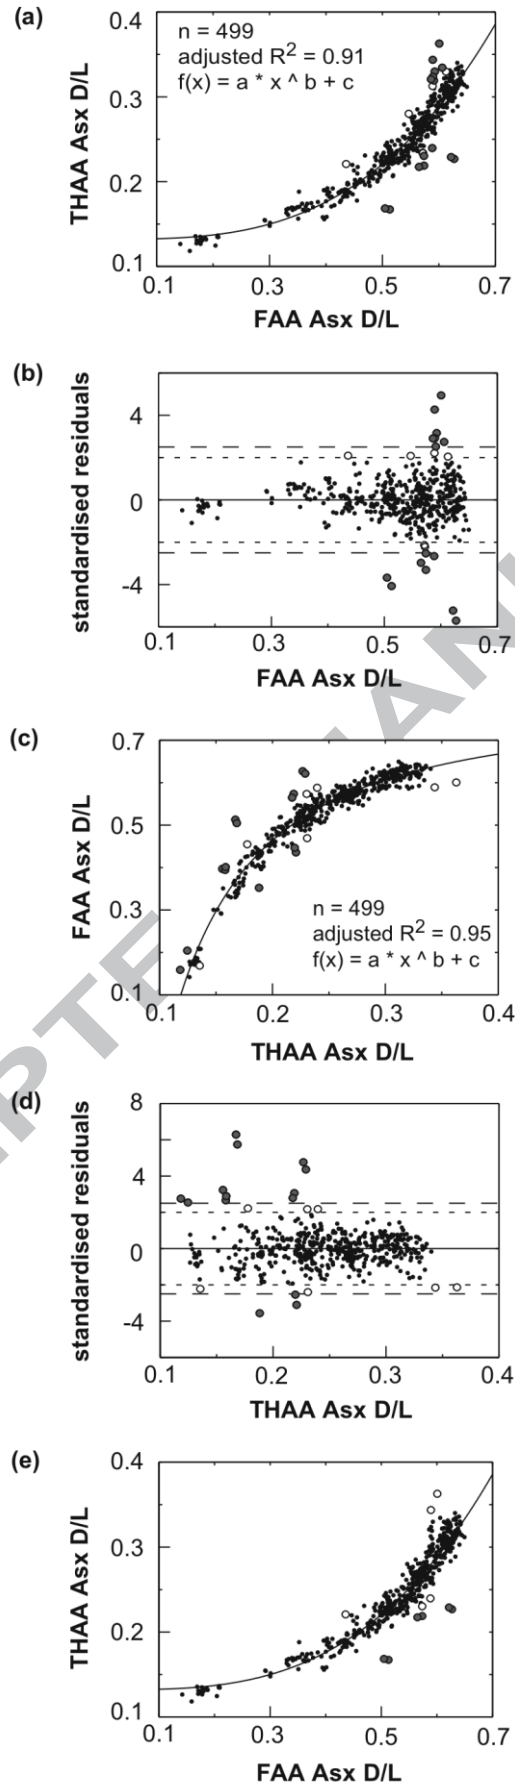 (a)
0.4
n = 499
adjusted R² = 0.91
f(x) = a * x ^ b + c
0.3
THAA Asx D/L
0.2
0.1
0.1 0.3 0.5 0.7
FAA Asx D/L
(b)
standardised residuals
4
0
-4
0.1 0.3 0.5 0.7
FAA Asx D/L
(c)
0.7
FAA Asx D/L
0.5
0.3
n = 499
adjusted R² = 0.95
f(x) = a * x ^ b + c
0.1
0.1 0.2 0.3 0.4
THAA Asx D/L
(d)
8
standardised residuals
4
0
-4
0.1 0.2 0.3 0.4
THAA Asx D/L
(e)
0.4
THAA Asx D/L
0.3
0.2
0.1
0.1 0.3 0.5 0.7
FAA Asx D/L